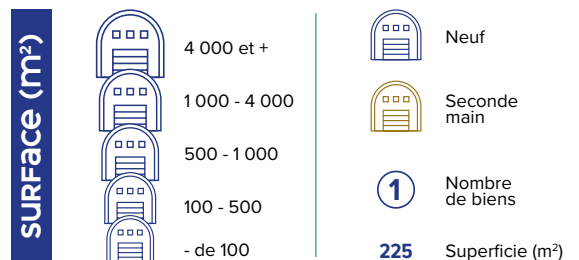 SURFACE (m²)
4 000 et +
1 000 - 4 000
500 - 1 000
100 - 500
- de 100
Neuf
Seconde
main
1
Nombre
de biens
225
Superficie (m²)